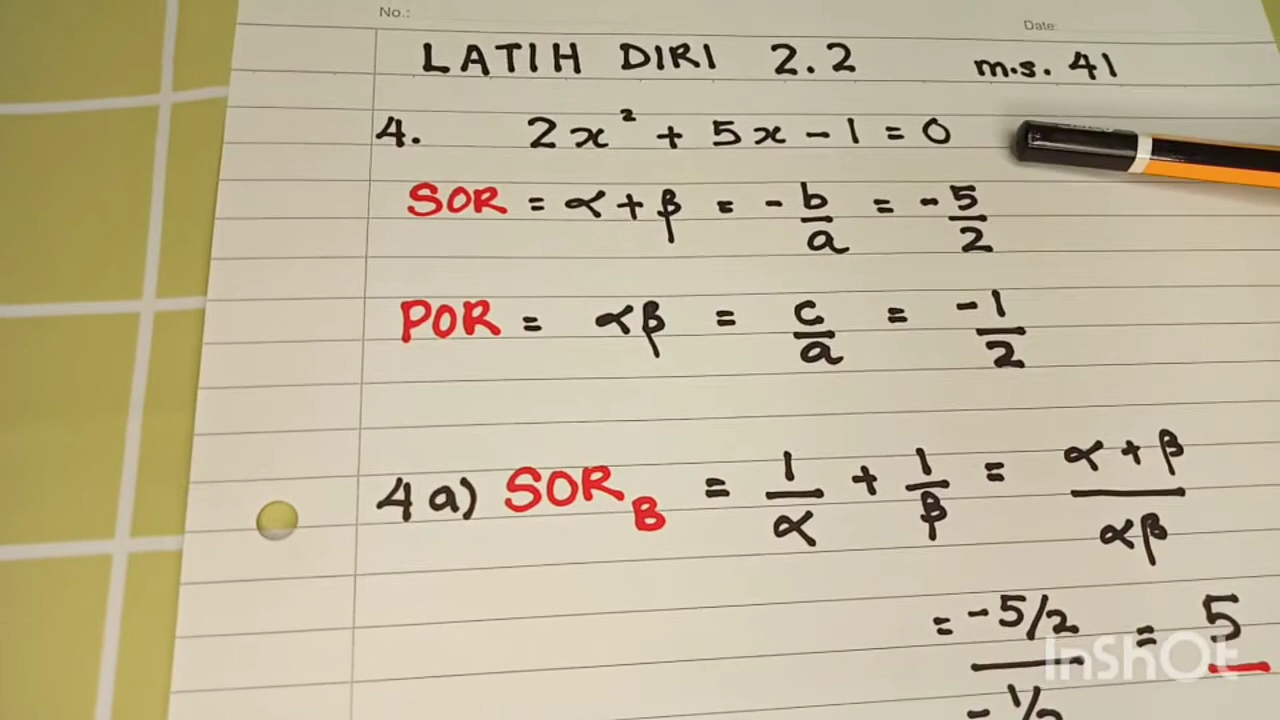 No.:
Date:
LATIH DIRI 2.2 m.s. 41
4. 2x² + 5x - 1 = 0
SOR = α + β = - b/a = - 5/2
POR = αβ = c/a = -1/2
4a) SOR_B = 1/α + 1/β = α + β / αβ
= -5/2 / -1/2 = 5
InShOt